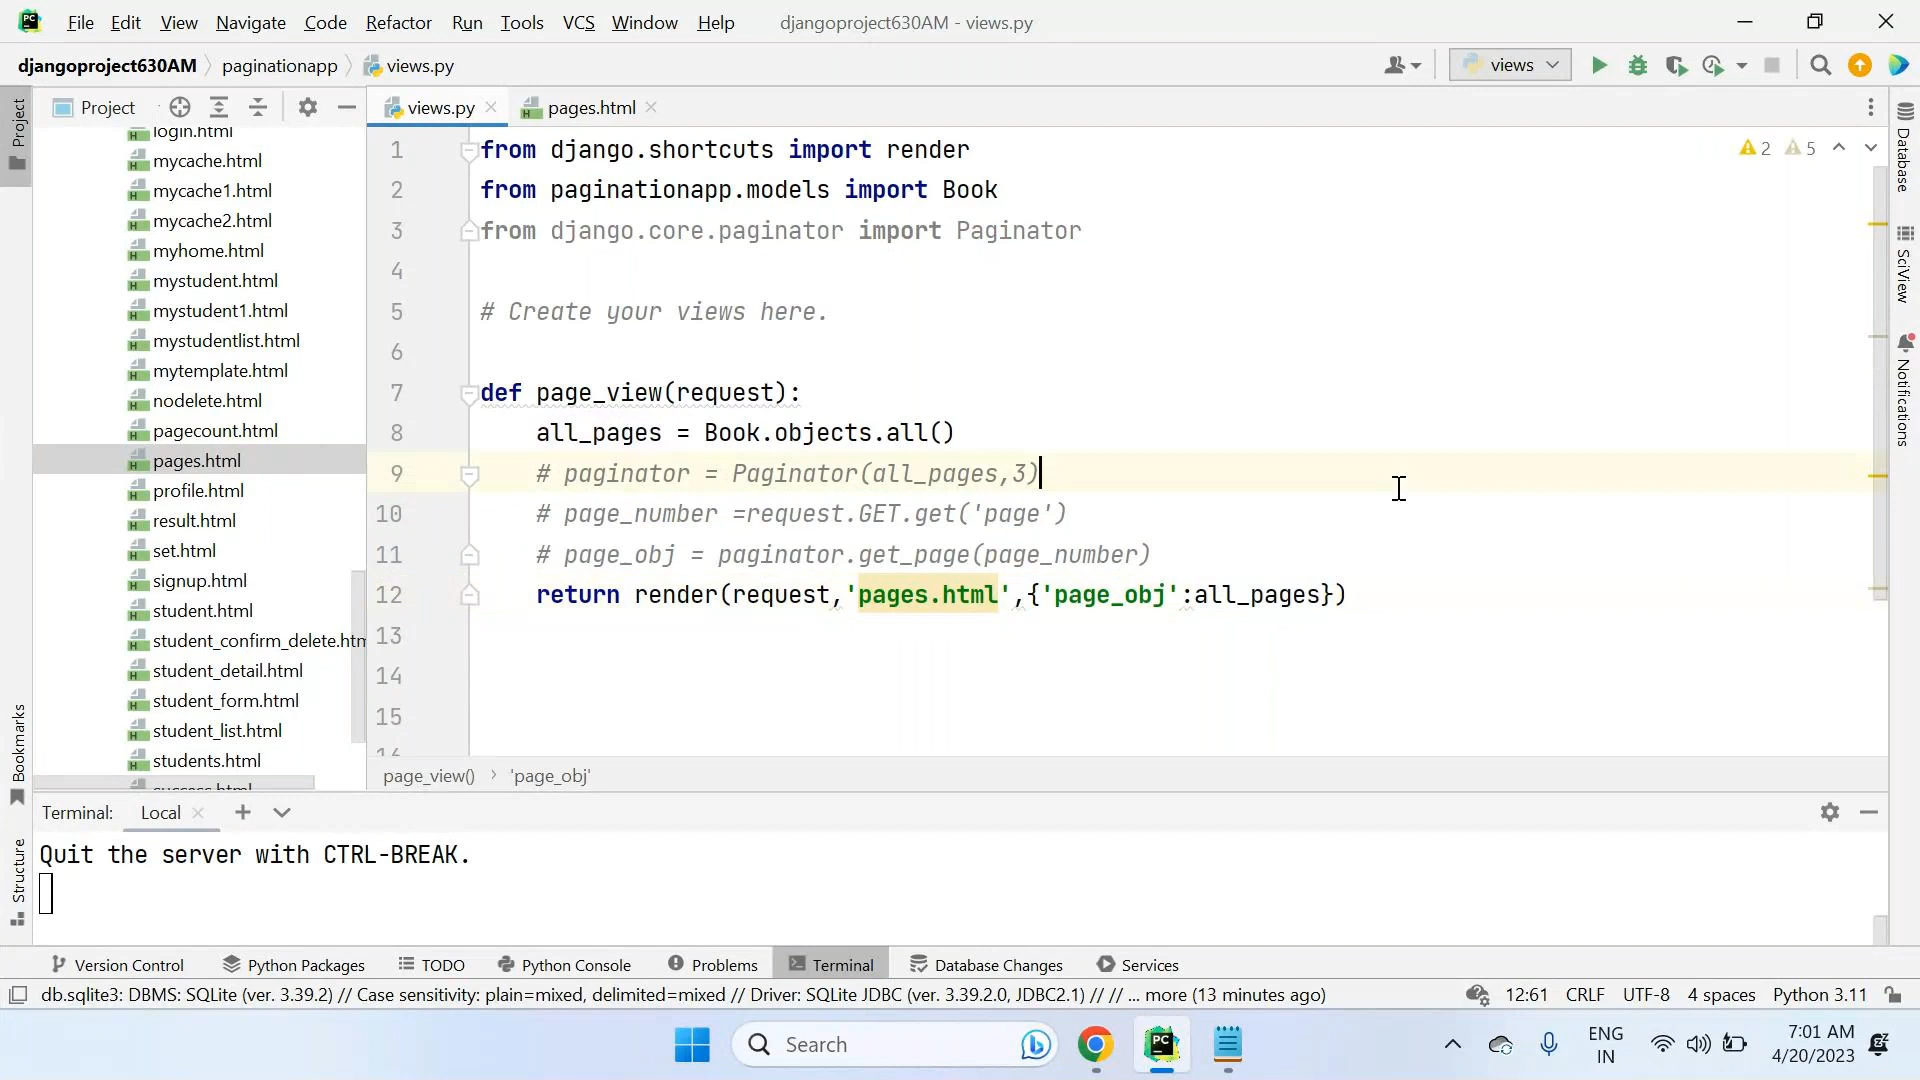 PC File Edit View Navigate Code Refactor Run Tools VCS Window Help djangoproject630AM - views.py
djangoproject630AM paginationapp views.py views
Project
Project
views.py
pages.html
login.html
mycache.html
mycache1.html
mycache2.html
myhome.html
mystudent.html
mystudent1.html
mystudentlist.html
mytemplate.html
nodelete.html
pagecount.html
pages.html
profile.html
result.html
set.html
signup.html
student.html
student_confirm_delete.htm
student_detail.html
student_form.html
student_list.html
students.html
success.html
1 from django.shortcuts import render
2 from paginationapp.models import Book
3 from django.core.paginator import Paginator
4
5 # Create your views here.
6
7 def page_view(request):
8 all_pages = Book.objects.all()
9 # paginator = Paginator(all_pages,3)
10 # page_number =request.GET.get('page')
11 # page_obj = paginator.get_page(page_number)
12 return render(request,'pages.html',{'page_obj':all_pages})
13
14
15
16
2 5
Database
SciView
Notifications
page_view() 'page_obj'
Bookmarks
Structure
Terminal: Local
Quit the server with CTRL-BREAK.
Version Control Python Packages TODO Python Console Problems Terminal Database Changes Services
db.sqlite3: DBMS: SQLite (ver. 3.39.2) // Case sensitivity: plain=mixed, delimited=mixed // Driver: SQLite JDBC (ver. 3.39.2.0, JDBC2.1) // // ... more (13 minutes ago) 12:61 CRLF UTF-8 4 spaces Python 3.11
Search
PC
ENG
IN
7:01 AM
4/20/2023